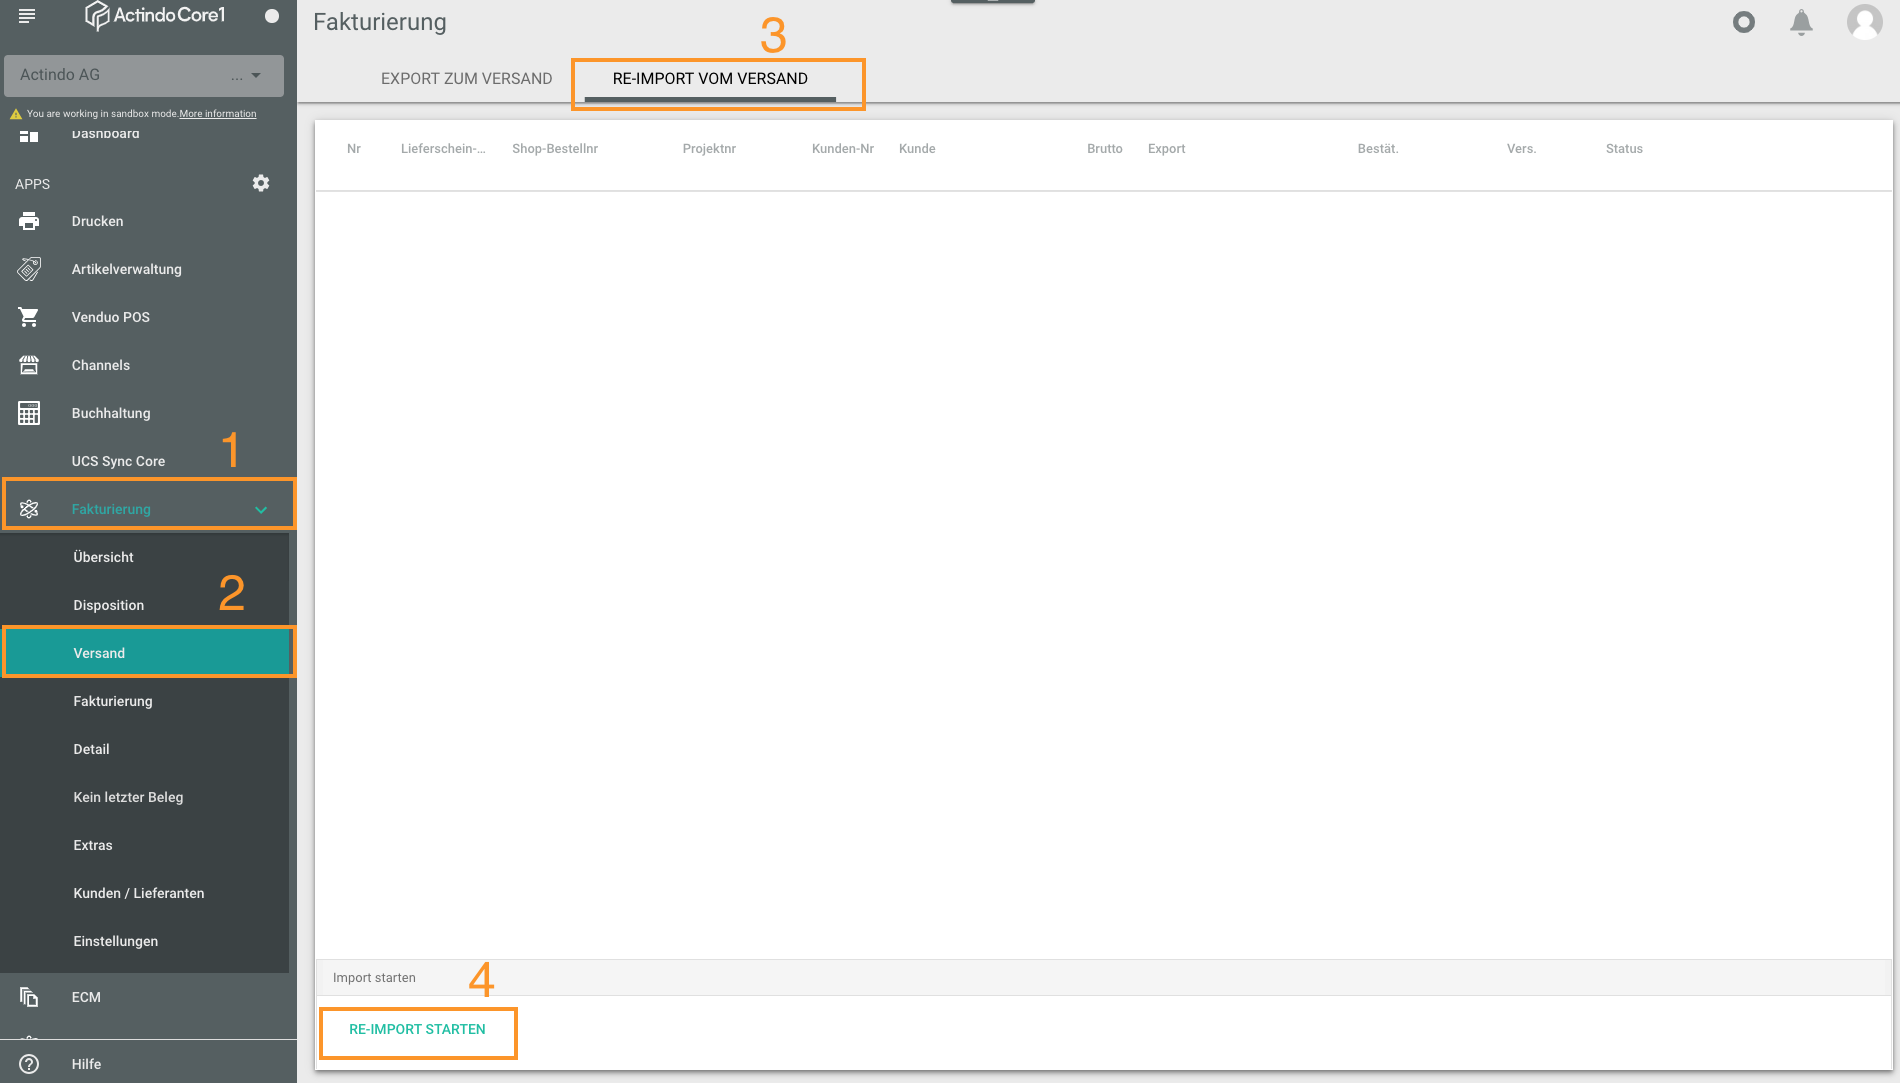 ActindoCore1
Actindo AG ...
You are working in sandbox mode. More information
Dashboard
APPS
Drucken
Artikelverwaltung
Venduo POS
Channels
Buchhaltung
UCS Sync Core
1
Fakturierung
Übersicht
Disposition
2
Versand
Fakturierung
Detail
Kein letzter Beleg
Extras
Kunden / Lieferanten
Einstellungen
ECM
Hilfe
Fakturierung
3
EXPORT ZUM VERSAND RE-IMPORT VOM VERSAND
Nr Lieferschein-... Shop-Bestellnr Projektnr Kunden-Nr Kunde Brutto Export Bestät. Vers. Status
Import starten
4
RE-IMPORT STARTEN